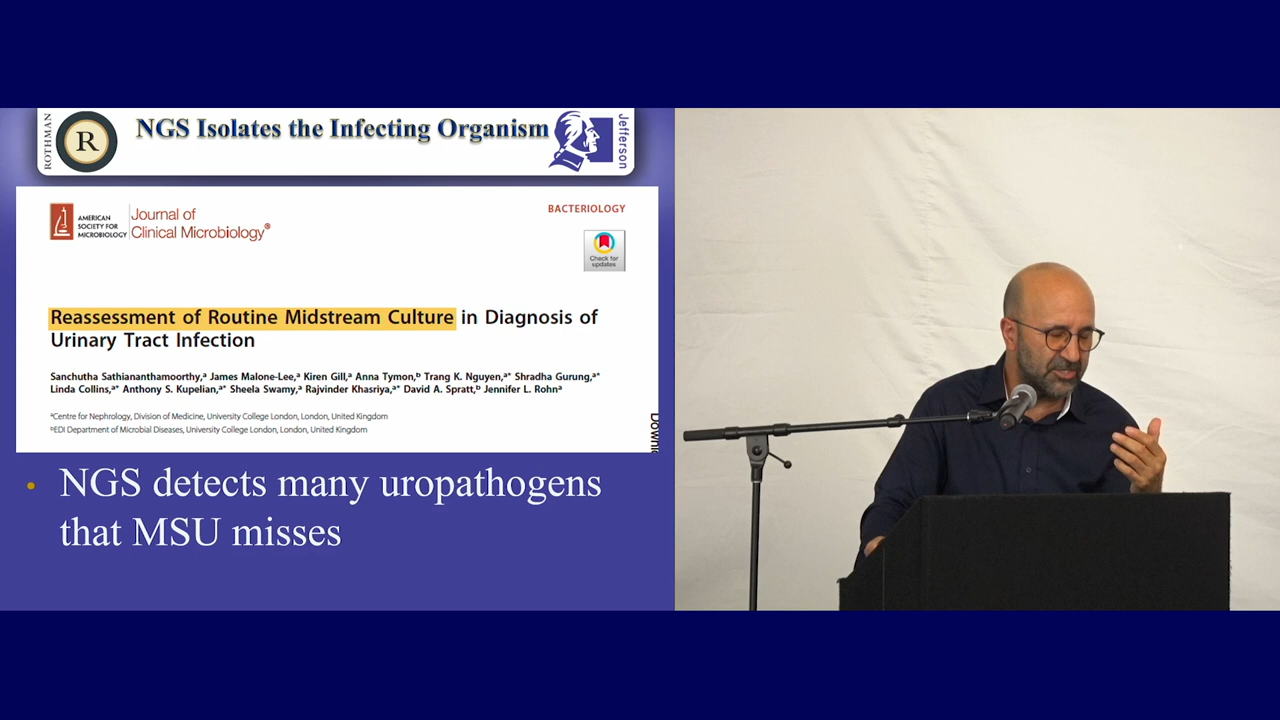 ROTHMAN
R
NGS Isolates the Infecting Organism
Jefferson
AMERICAN
SOCIETY FOR
MICROBIOLOGY
Journal of
Clinical Microbiology®
BACTERIOLOGY
Check for
updates
Reassessment of Routine Midstream Culture in Diagnosis of
Urinary Tract Infection
Sanchutha Sathiananthamoorthy,ᵃ James Malone-Lee,ᵃ Kiren Gill,ᵃ Anna Tymon,ᵇ Trang K. Nguyen,ᵃ* Shradha Gurung,ᵃ*
Linda Collins,ᵃ* Anthony S. Kupelian,ᵃ* Sheela Swamy,ᵃ Rajvinder Khasriya,ᵃ* David A. Spratt,ᵇ Jennifer L. Rohnᵃ
ᵃCentre for Nephrology, Division of Medicine, University College London, London, United Kingdom
ᵇEDI Department of Microbial Diseases, University College London, London, United Kingdom
• NGS detects many uropathogens
that MSU misses